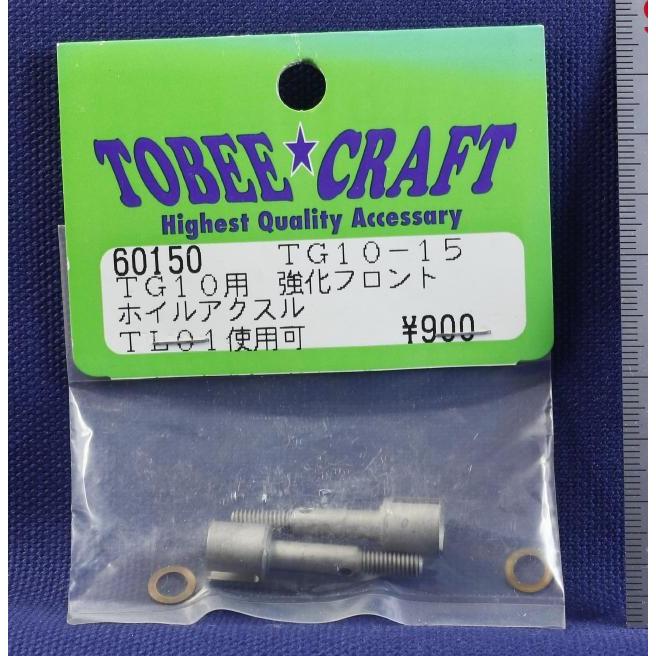 TOBEE★CRAFT
Highest Quality Accessary
60150 TG10-15
TG10用 強化フロント
ホイルアクスル
TL01使用可 ¥900